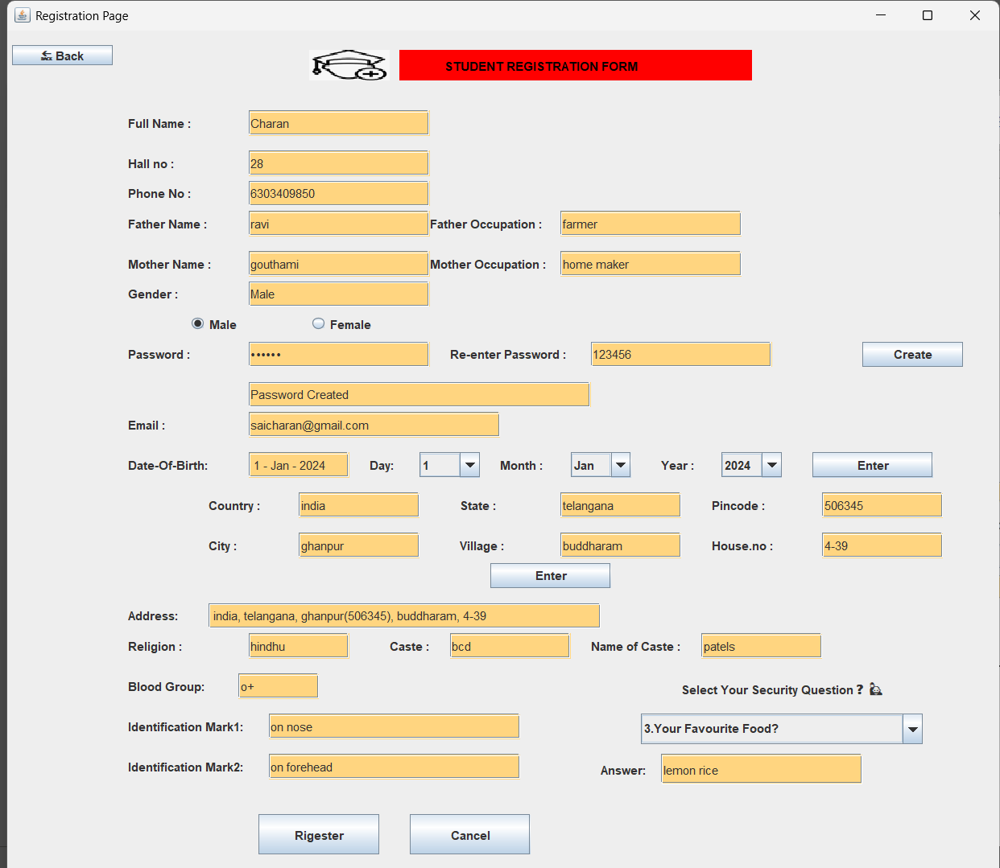 Registration Page
Back
STUDENT REGISTRATION FORM
Full Name : Charan
Hall no : 28
Phone No : 6303409850
Father Name : ravi Father Occupation : farmer
Mother Name : gouthami Mother Occupation : home maker
Gender : Male
Male Female
Password : •••••• Re-enter Password : 123456 Create
Password Created
Email : saicharan@gmail.com
Date-Of-Birth: 1 - Jan - 2024 Day: 1 Month : Jan Year : 2024 Enter
Country : india State : telangana Pincode : 506345
City : ghanpur Village : buddharam House.no : 4-39
Enter
Address: india, telangana, ghanpur(506345), buddharam, 4-39
Religion : hindhu Caste : bcd Name of Caste : patels
Blood Group: o+ Select Your Security Question ?
Identification Mark1: on nose 3.Your Favourite Food?
Identification Mark2: on forehead Answer: lemon rice
Rigester Cancel